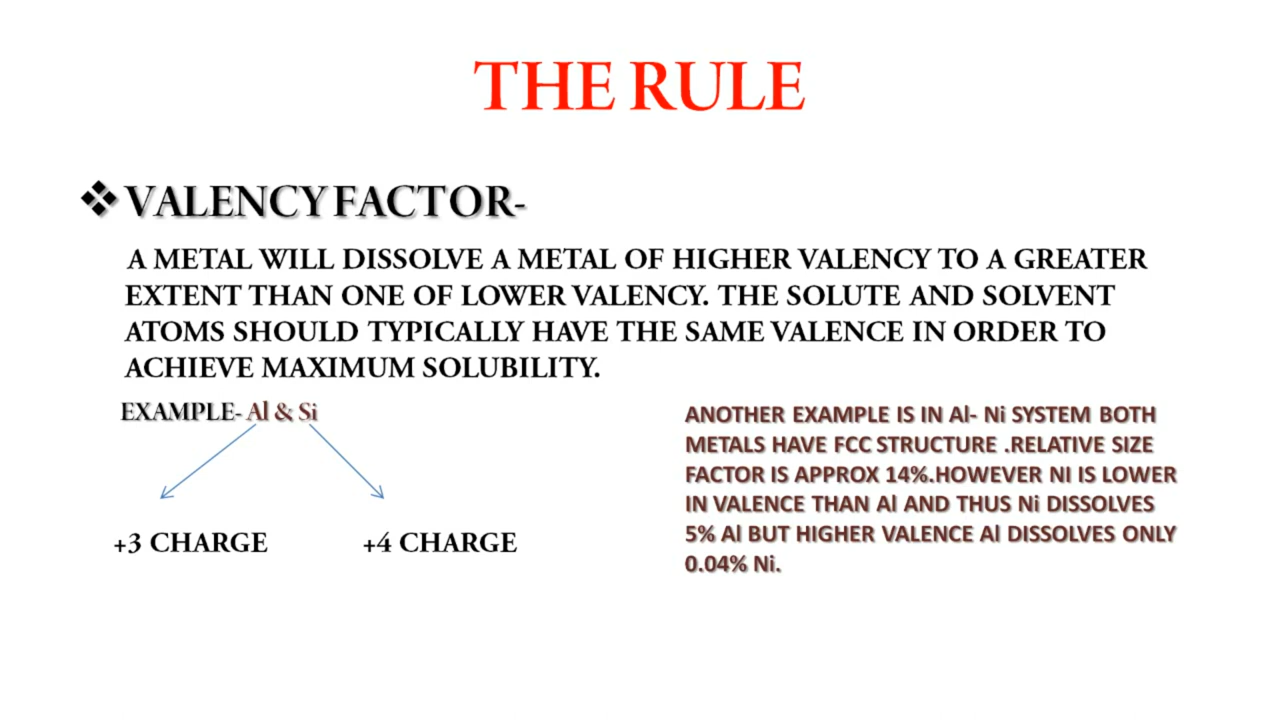 THE RULE
❖VALENCY FACTOR-
A METAL WILL DISSOLVE A METAL OF HIGHER VALENCY TO A GREATER
EXTENT THAN ONE OF LOWER VALENCY. THE SOLUTE AND SOLVENT
ATOMS SHOULD TYPICALLY HAVE THE SAME VALENCE IN ORDER TO
ACHIEVE MAXIMUM SOLUBILITY.
EXAMPLE- Al & Si
+3 CHARGE
+4 CHARGE
ANOTHER EXAMPLE IS IN Al- Ni SYSTEM BOTH
METALS HAVE FCC STRUCTURE .RELATIVE SIZE
FACTOR IS APPROX 14%.HOWEVER NI IS LOWER
IN VALENCE THAN Al AND THUS Ni DISSOLVES
5% Al BUT HIGHER VALENCE Al DISSOLVES ONLY
0.04% Ni.